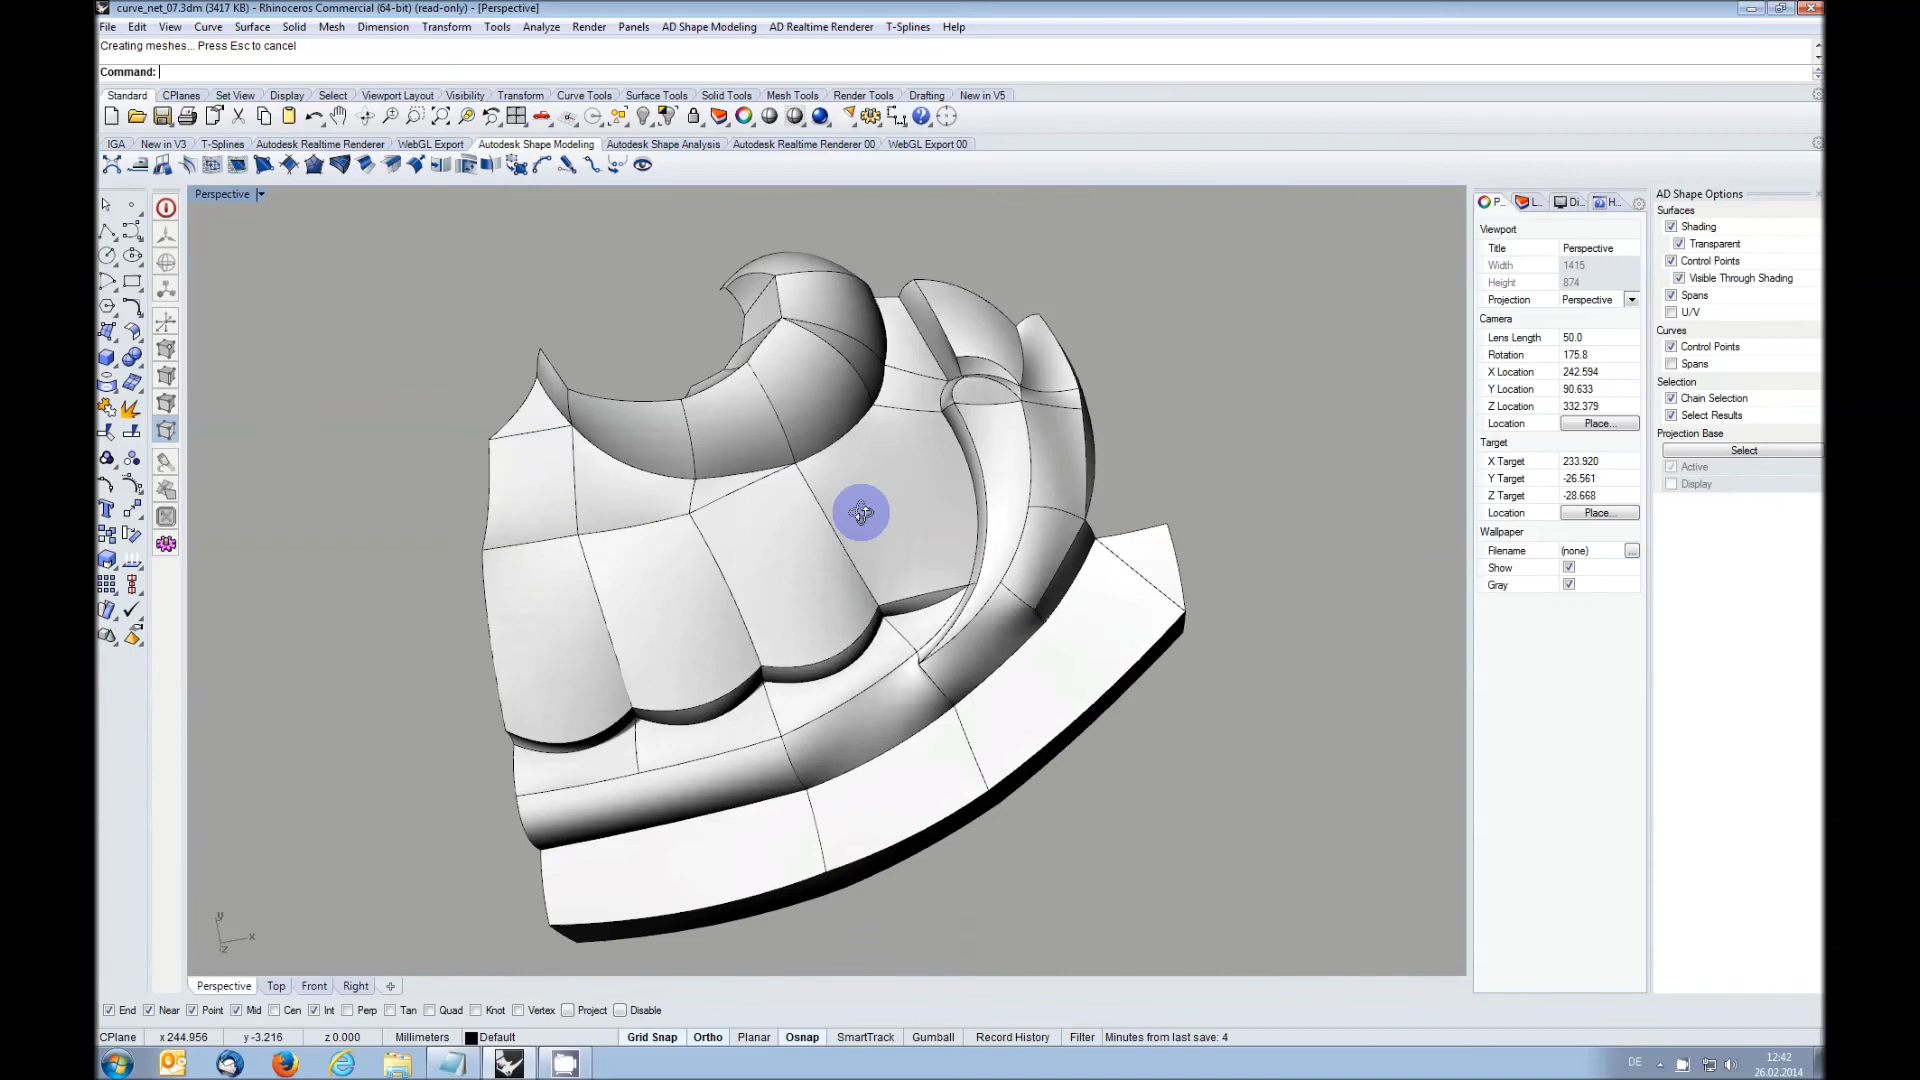 curve_net_07.3dm (3417 KB) - Rhinoceros Commercial (64-bit) (read-only) - [Perspective]
File Edit View Curve Surface Solid Mesh Dimension Transform Tools Analyze Render Panels AD Shape Modeling AD Realtime Renderer T-Splines Help
Creating meshes... Press Esc to cancel
Command:
Standard CPlanes Set View Display Select Viewport Layout Visibility Transform Curve Tools Surface Tools Solid Tools Mesh Tools Render Tools Drafting New in V5
IGA New in V3 T-Splines Autodesk Realtime Renderer WebGL Export Autodesk Shape Modeling Autodesk Shape Analysis Autodesk Realtime Renderer 00 WebGL Export 00
Perspective
P... L... Di... H...
Viewport
Title Perspective
Width 1415
Height 874
Projection Perspective
Camera
Lens Length 50.0
Rotation 175.8
X Location 242.594
Y Location 90.633
Z Location 332.379
Location Place...
Target
X Target 233.920
Y Target -26.561
Z Target -28.668
Location Place...
Wallpaper
Filename (none) ...
Show
Gray
AD Shape Options
Surfaces
Shading
Transparent
Control Points
Visible Through Shading
Spans
U/V
Curves
Control Points
Spans
Selection
Chain Selection
Select Results
Projection Base
Select
Active
Display
y
x
z
Perspective Top Front Right
End Near Point Mid Cen Int Perp Tan Quad Knot Vertex Project Disable
CPlane x 244.956 y -3.216 z 0.000 Millimeters Default Grid Snap Ortho Planar Osnap SmartTrack Gumball Record History Filter Minutes from last save: 4
DE
12:42
26.02.2014